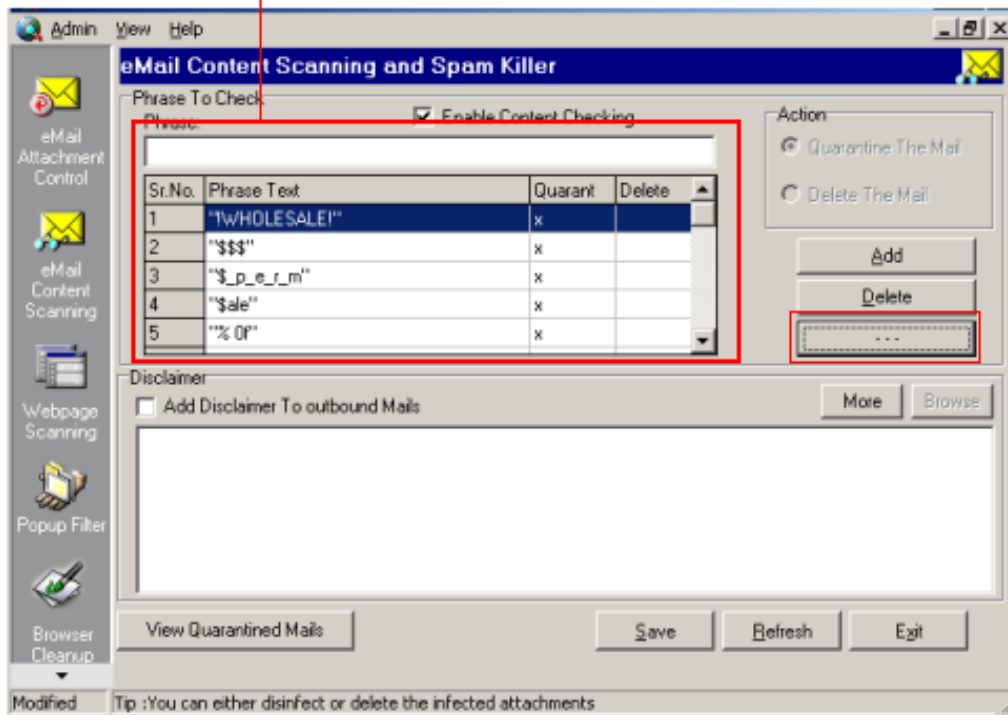 Admin View Help
eMail Content Scanning and Spam Killer
Phrase To Check
Phrase:
Enable Content Checking
Sr.No. Phrase Text Quarant Delete
1 "!WHOLESALE!" x
2 "$$$" x
3 "$_p_e_r_m" x
4 "$ale" x
5 "% Of" x
Action
Quarantine The Mail
Delete The Mail
Add
Delete
...
Disclaimer
Add Disclaimer To outbound Mails
More
Browse
View Quarantined Mails
Save
Refresh
Exit
eMail
Attachment
Control
eMail
Content
Scanning
Webpage
Scanning
Popup Filter
Browser
Cleanup
Modified
Tip :You can either disinfect or delete the infected attachments